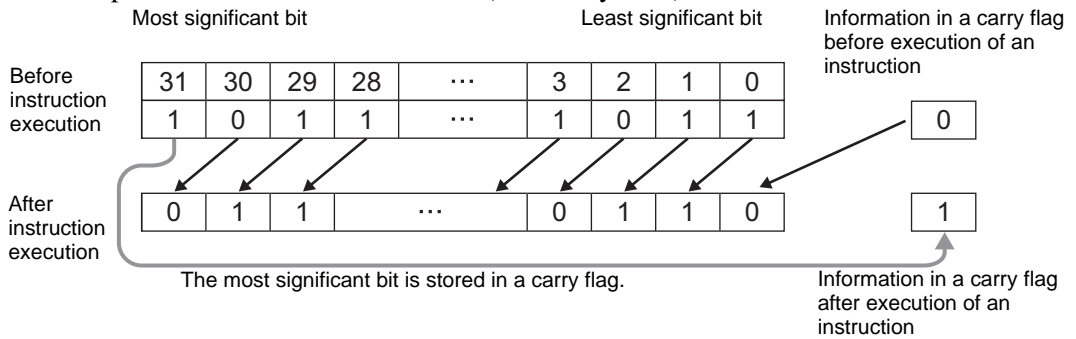 Most significant bit Least significant bit Information in a carry flag
before execution of an
instruction
Before
instruction
execution
31 30 29 28 ··· 3 2 1 0
1 0 1 1 ··· 1 0 1 1
0
After
instruction
execution
0 1 1 ··· 0 1 1 0
1
The most significant bit is stored in a carry flag.
Information in a carry flag
after execution of an
instruction